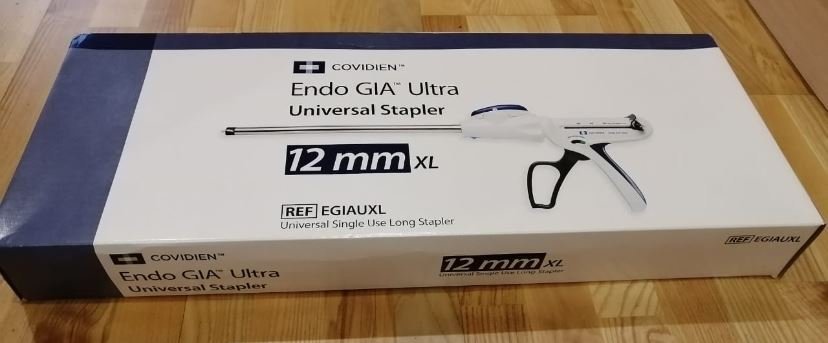 COVIDIEN™
Endo GIA™ Ultra
Universal Stapler
12 mm XL
REF EGIAUXL
Universal Single Use Long Stapler
COVIDIEN™
Endo GIA™ Ultra
Universal Stapler
12 mm XL
Universal Single Use Long Stapler
REF EGIAUXL